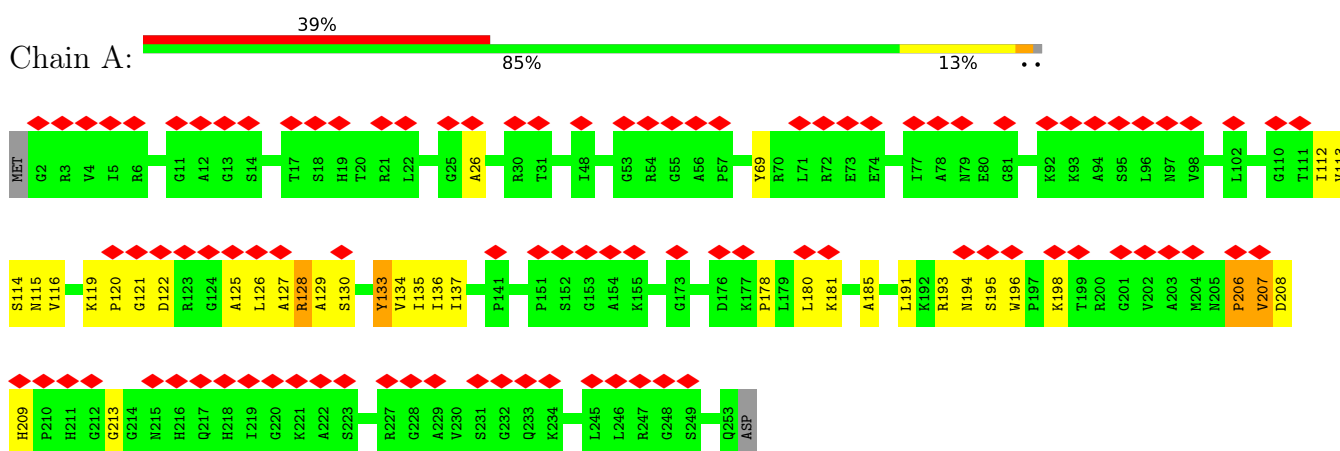 39%
Chain A:
85% 13% • •
MET G2 R3 V4 I5 R6 G11 A12 G13 S14 T17 S18 H19 T20 R21 L22 G25 A26 R30 T31 I48 G53 R54 G55 A56 P57 Y69 R70 L71 R72 E73 E74 I77 A78 N79 E80 G81 K92 K93 A94 S95 L96 N97 V98 L102 G110 T111 I112 V113
S114 N115 V116 K119 P120 G121 D122 R123 G124 A125 L126 A127 R128 A129 S130 Y133 V134 I135 I136 I137 P141 P151 S152 G153 A154 K155 G173 D176 K177 P178 L179 L180 K181 A185 L191 K192 R193 N194 S195 W196 P197 K198 T199 R200 G201 V202 A203 M204 N205 P206 V207 D208
H209 P210 H211 G212 G213 G214 N215 H216 Q217 H218 I219 G220 K221 A222 S223 R227 G228 A229 V230 S231 G232 Q233 K234 L245 L246 R247 G248 S249 Q253 ASP